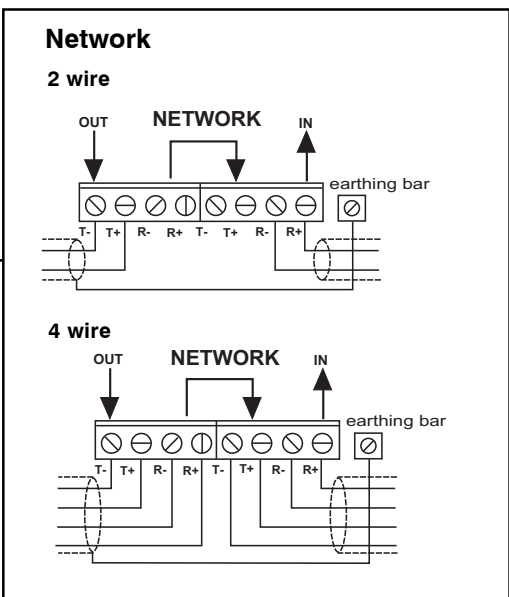 Network
2 wire
OUT NETWORK IN
earthing bar
T- T+ R- R+ T- T+ R- R+
4 wire
OUT NETWORK IN
earthing bar
T- T+ R- R+ T- T+ R- R+